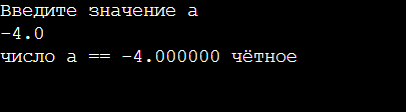 Введите значение a
-4.0
число a == -4.000000 чётное